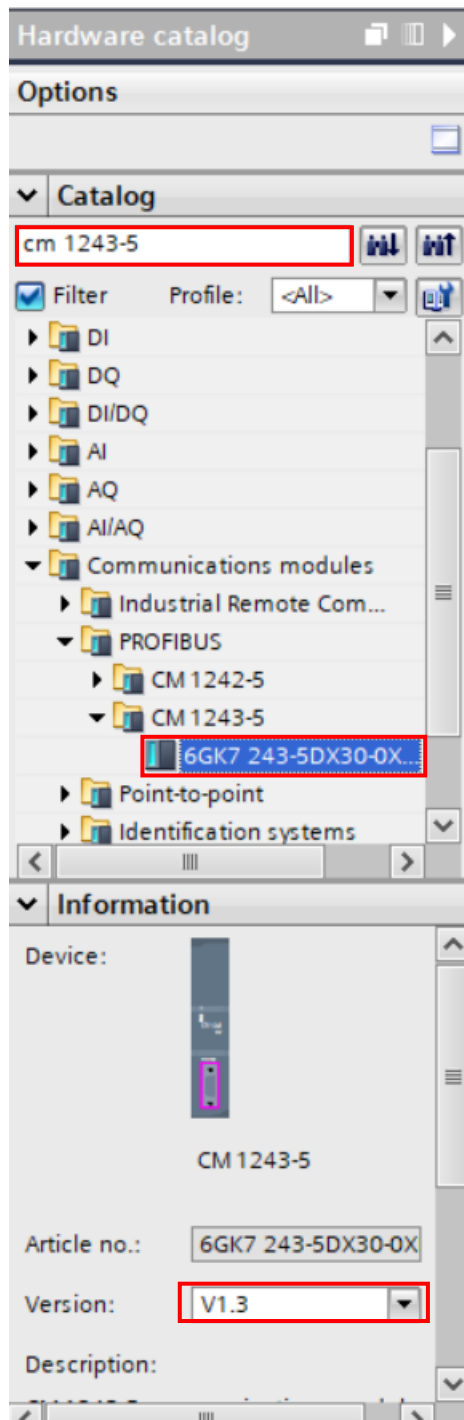 Hardware catalog
Options
Catalog
cm 1243-5
Filter Profile: <All>
DI
DQ
DI/DQ
AI
AQ
AI/AQ
Communications modules
Industrial Remote Com...
PROFIBUS
CM 1242-5
CM 1243-5
6GK7 243-5DX30-0X...
Point-to-point
Identification systems
Information
Device:
CM 1243-5
Article no.: 6GK7 243-5DX30-0X
Version: V1.3
Description: